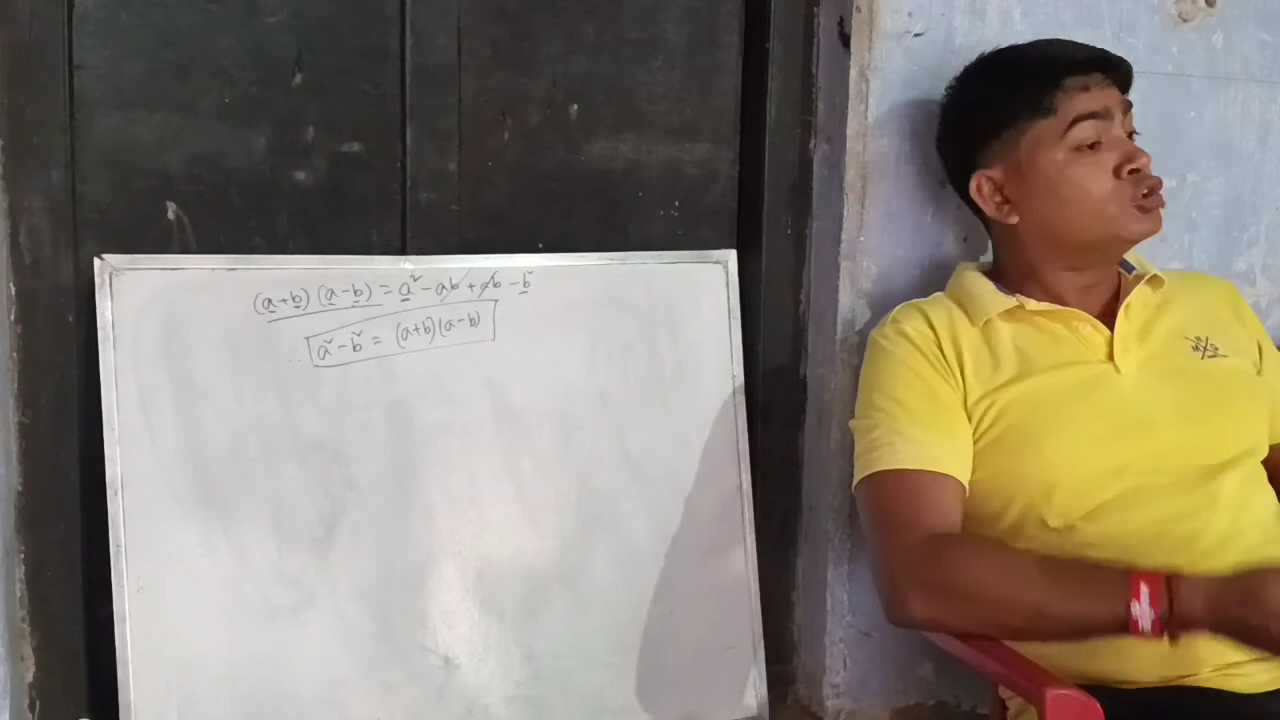 (a+b) (a-b) = a² - ab + ab - b²
a² - b² = (a+b) (a-b)